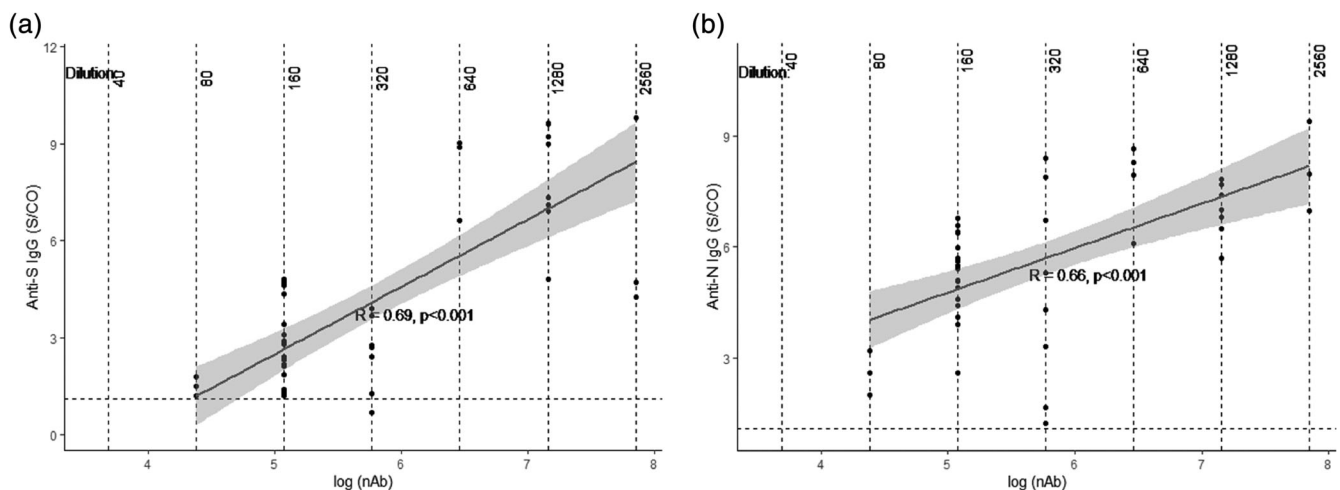 (a)
12
9
6
3
0
Anti-S IgG (S/CO)
Dilution:
40
80
160
320
640
1280
2560
R = 0.69, p<0.001
4 5 6 7 8
log (nAb)
(b)
9
6
3
Anti-N IgG (S/CO)
Dilution:
40
80
160
320
640
1280
2560
R = 0.66, p<0.001
4 5 6 7 8
log (nAb)